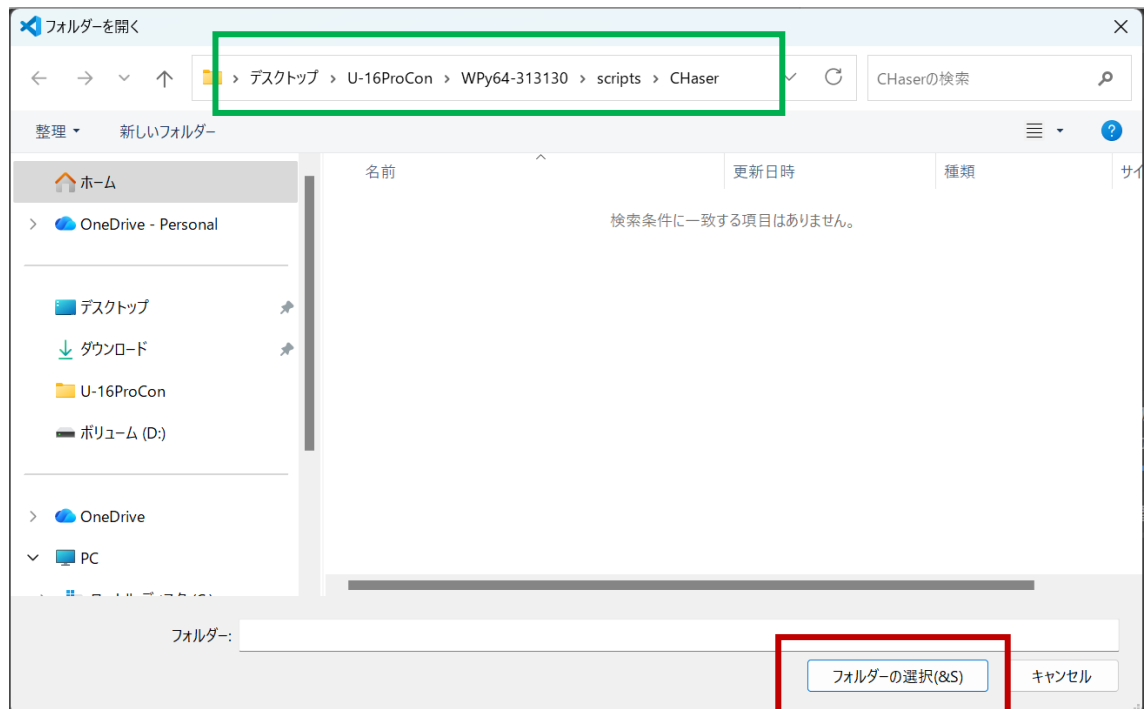 フォルダーを開く
デスクトップ › U-16ProCon › WPy64-313130 › scripts › CHaser
CHaserの検索
整理 新しいフォルダー
名前 更新日時 種類 サイ
検索条件に一致する項目はありません。
ホーム
OneDrive - Personal
デスクトップ
ダウンロード
U-16ProCon
ボリューム (D:)
OneDrive
PC
フォルダー:
フォルダーの選択(&S) キャンセル